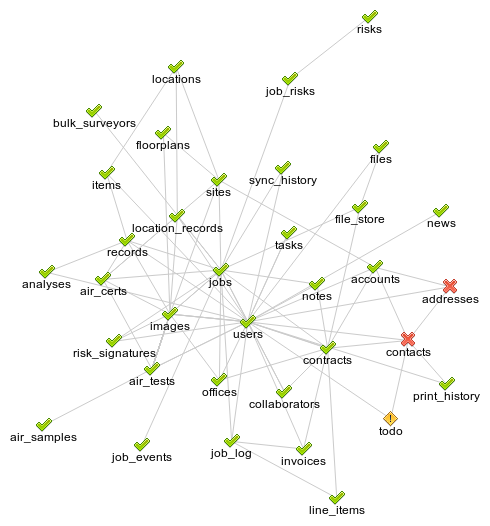 risks
locations
job_risks
bulk_surveyors
floorplans
files
items
sites
sync_history
file_store
news
location_records
tasks
records
analyses
air_certs
jobs
notes
accounts
addresses
images
users
risk_signatures
contracts
contacts
air_tests
offices
collaborators
print_history
todo
air_samples
job_events
job_log
invoices
line_items